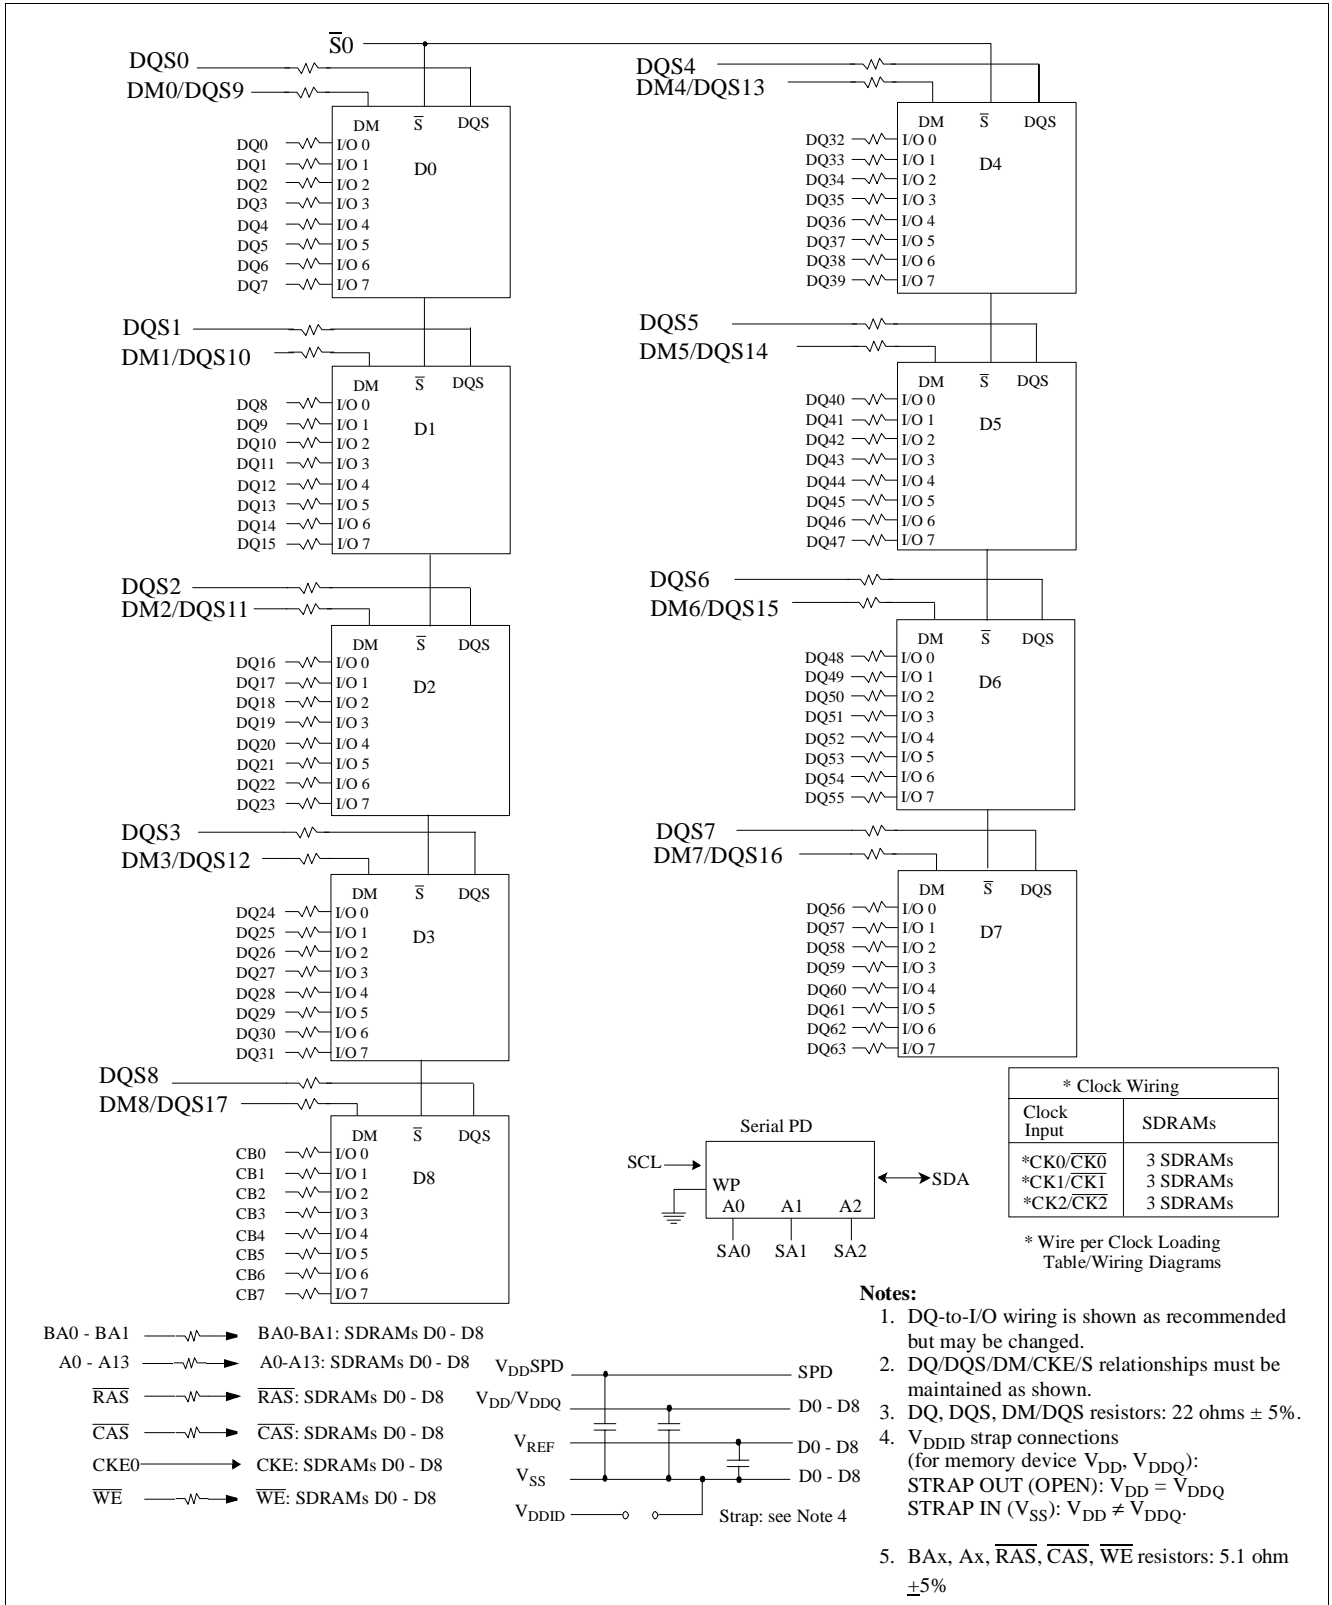 S̅0
DQS0
DM0/DQS9
DM S̅ DQS
D0
DQ0 I/O 0
DQ1 I/O 1
DQ2 I/O 2
DQ3 I/O 3
DQ4 I/O 4
DQ5 I/O 5
DQ6 I/O 6
DQ7 I/O 7
DQS1
DM1/DQS10
DM S̅ DQS
D1
DQ8 I/O 0
DQ9 I/O 1
DQ10 I/O 2
DQ11 I/O 3
DQ12 I/O 4
DQ13 I/O 5
DQ14 I/O 6
DQ15 I/O 7
DQS2
DM2/DQS11
DM S̅ DQS
D2
DQ16 I/O 0
DQ17 I/O 1
DQ18 I/O 2
DQ19 I/O 3
DQ20 I/O 4
DQ21 I/O 5
DQ22 I/O 6
DQ23 I/O 7
DQS3
DM3/DQS12
DM S̅ DQS
D3
DQ24 I/O 0
DQ25 I/O 1
DQ26 I/O 2
DQ27 I/O 3
DQ28 I/O 4
DQ29 I/O 5
DQ30 I/O 6
DQ31 I/O 7
DQS8
DM8/DQS17
DM S̅ DQS
D8
CB0 I/O 0
CB1 I/O 1
CB2 I/O 2
CB3 I/O 3
CB4 I/O 4
CB5 I/O 5
CB6 I/O 6
CB7 I/O 7
DQS4
DM4/DQS13
DM S̅ DQS
D4
DQ32 I/O 0
DQ33 I/O 1
DQ34 I/O 2
DQ35 I/O 3
DQ36 I/O 4
DQ37 I/O 5
DQ38 I/O 6
DQ39 I/O 7
DQS5
DM5/DQS14
DM S̅ DQS
D5
DQ40 I/O 0
DQ41 I/O 1
DQ42 I/O 2
DQ43 I/O 3
DQ44 I/O 4
DQ45 I/O 5
DQ46 I/O 6
DQ47 I/O 7
DQS6
DM6/DQS15
DM S̅ DQS
D6
DQ48 I/O 0
DQ49 I/O 1
DQ50 I/O 2
DQ51 I/O 3
DQ52 I/O 4
DQ53 I/O 5
DQ54 I/O 6
DQ55 I/O 7
DQS7
DM7/DQS16
DM S̅ DQS
D7
DQ56 I/O 0
DQ57 I/O 1
DQ58 I/O 2
DQ59 I/O 3
DQ60 I/O 4
DQ61 I/O 5
DQ62 I/O 6
DQ63 I/O 7
Serial PD
SCL
WP
SDA
A0 A1 A2
SA0 SA1 SA2
* Clock Wiring
Clock Input SDRAMs
*CK0/C̅K̅0̅ 3 SDRAMs
*CK1/C̅K̅1̅ 3 SDRAMs
*CK2/C̅K̅2̅ 3 SDRAMs
* Wire per Clock Loading
Table/Wiring Diagrams
BA0 - BA1 BA0-BA1: SDRAMs D0 - D8
A0 - A13 A0-A13: SDRAMs D0 - D8
R̅A̅S̅ R̅A̅S̅: SDRAMs D0 - D8
C̅A̅S̅ C̅A̅S̅: SDRAMs D0 - D8
CKE0 CKE: SDRAMs D0 - D8
W̅E̅ W̅E̅: SDRAMs D0 - D8
VDDSPD SPD
VDD/VDDQ D0 - D8
VREF D0 - D8
VSS D0 - D8
VDDID Strap: see Note 4
Notes:
1. DQ-to-I/O wiring is shown as recommended
but may be changed.
2. DQ/DQS/DM/CKE/S relationships must be
maintained as shown.
3. DQ, DQS, DM/DQS resistors: 22 ohms ± 5%.
4. VDDID strap connections
(for memory device VDD, VDDQ):
STRAP OUT (OPEN): VDD = VDDQ
STRAP IN (VSS): VDD ≠ VDDQ.
5. BAx, Ax, R̅A̅S̅, C̅A̅S̅, W̅E̅ resistors: 5.1 ohm
±5%